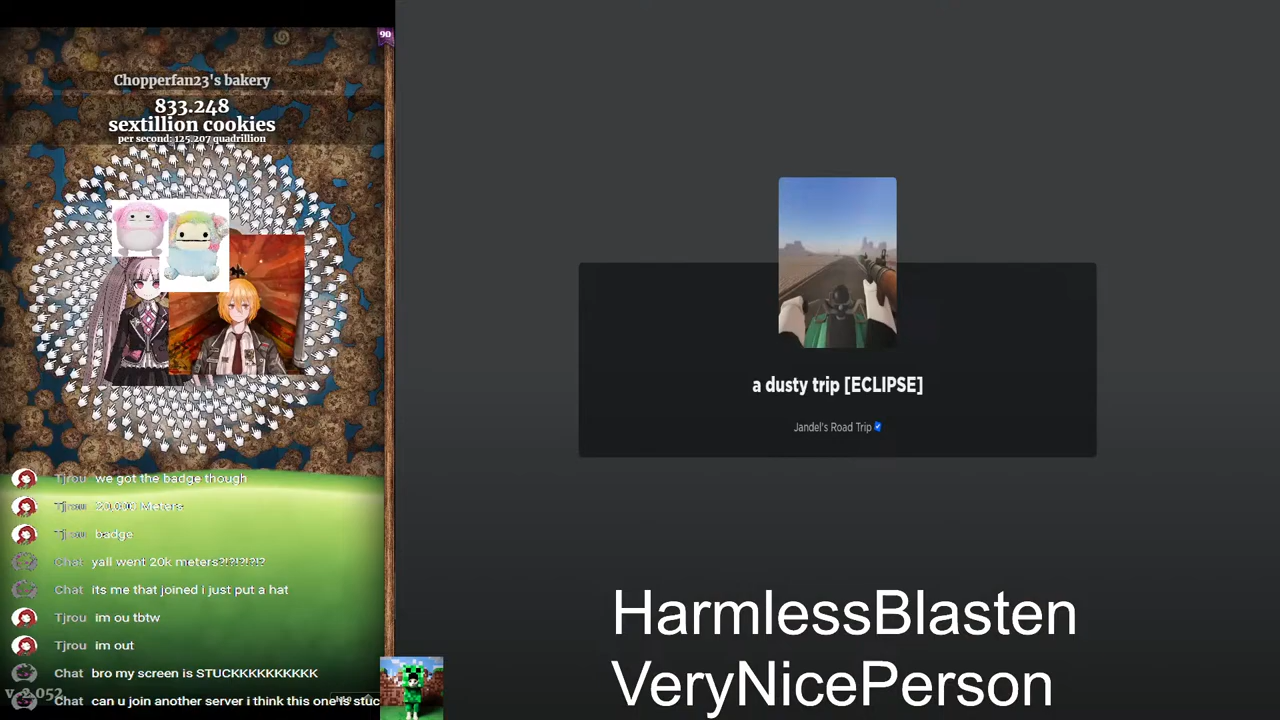 90
Chopperfan23's bakery
833.248
sextillion cookies
per second: 125.207 quadrillion
a dusty trip [ECLIPSE]
Jandel's Road Trip
Tjrou we got the badge though
Tjrou 20,000 Meters
Tjrou badge
Chat yall went 20k meters?!?!?!?!?
Chat its me that joined i just put a hat
Tjrou im ou tbtw
Tjrou im out
Chat bro my screen is STUCKKKKKKKKKK
v. 2.052
Chat can u join another server i think this one is stuc
HarmlessBlasten
VeryNicePerson